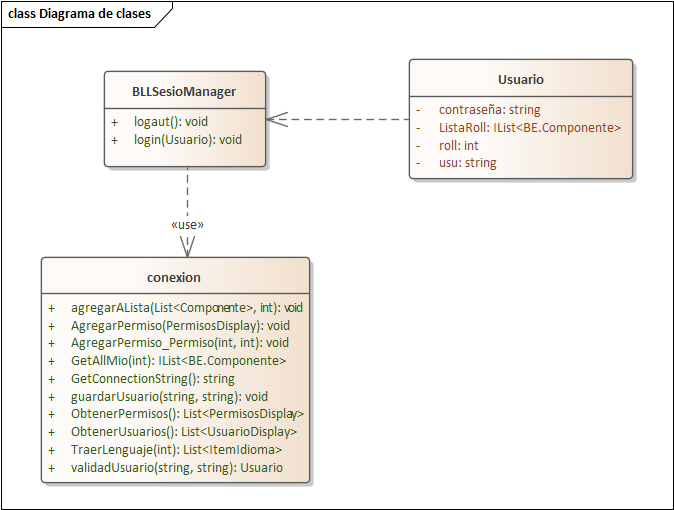 class Diagrama de clases
BLLSesioManager
+ logaut(): void
+ login(Usuario): void
Usuario
- contraseña: string
- ListaRoll: IList<BE.Componente>
- roll: int
- usu: string
«use»
conexion
+ agregarALista(List<Componente>, int): void
+ AgregarPermiso(PermisosDisplay): void
+ AgregarPermiso_Permiso(int, int): void
+ GetAllMio(int): IList<BE.Componente>
+ GetConnectionString(): string
+ guardarUsuario(string, string): void
+ ObtenerPermisos(): List<PermisosDisplay>
+ ObtenerUsuarios(): List<UsuarioDisplay>
+ TraerLenguaje(int): List<ItemIdioma>
+ validadUsuario(string, string): Usuario